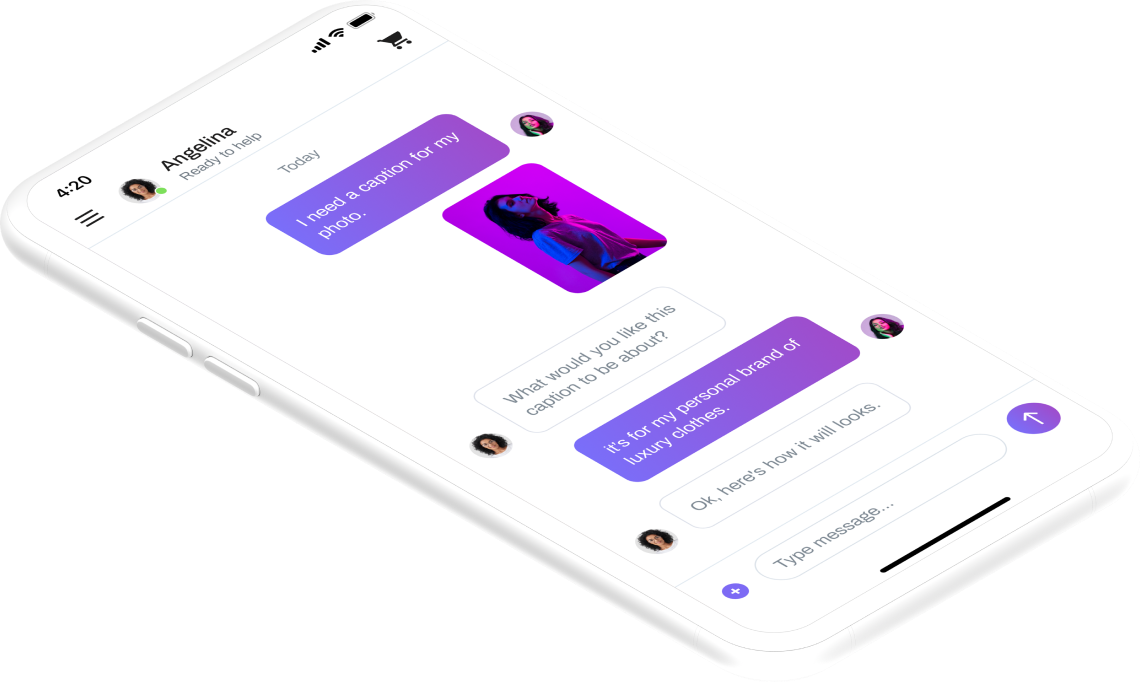 4:20
Angelina
Ready to help
Today
I need a caption for my
photo.
What would you like this
caption to be about?
it's for my personal brand of
luxury clothes.
Ok, here's how it will looks.
Type message...